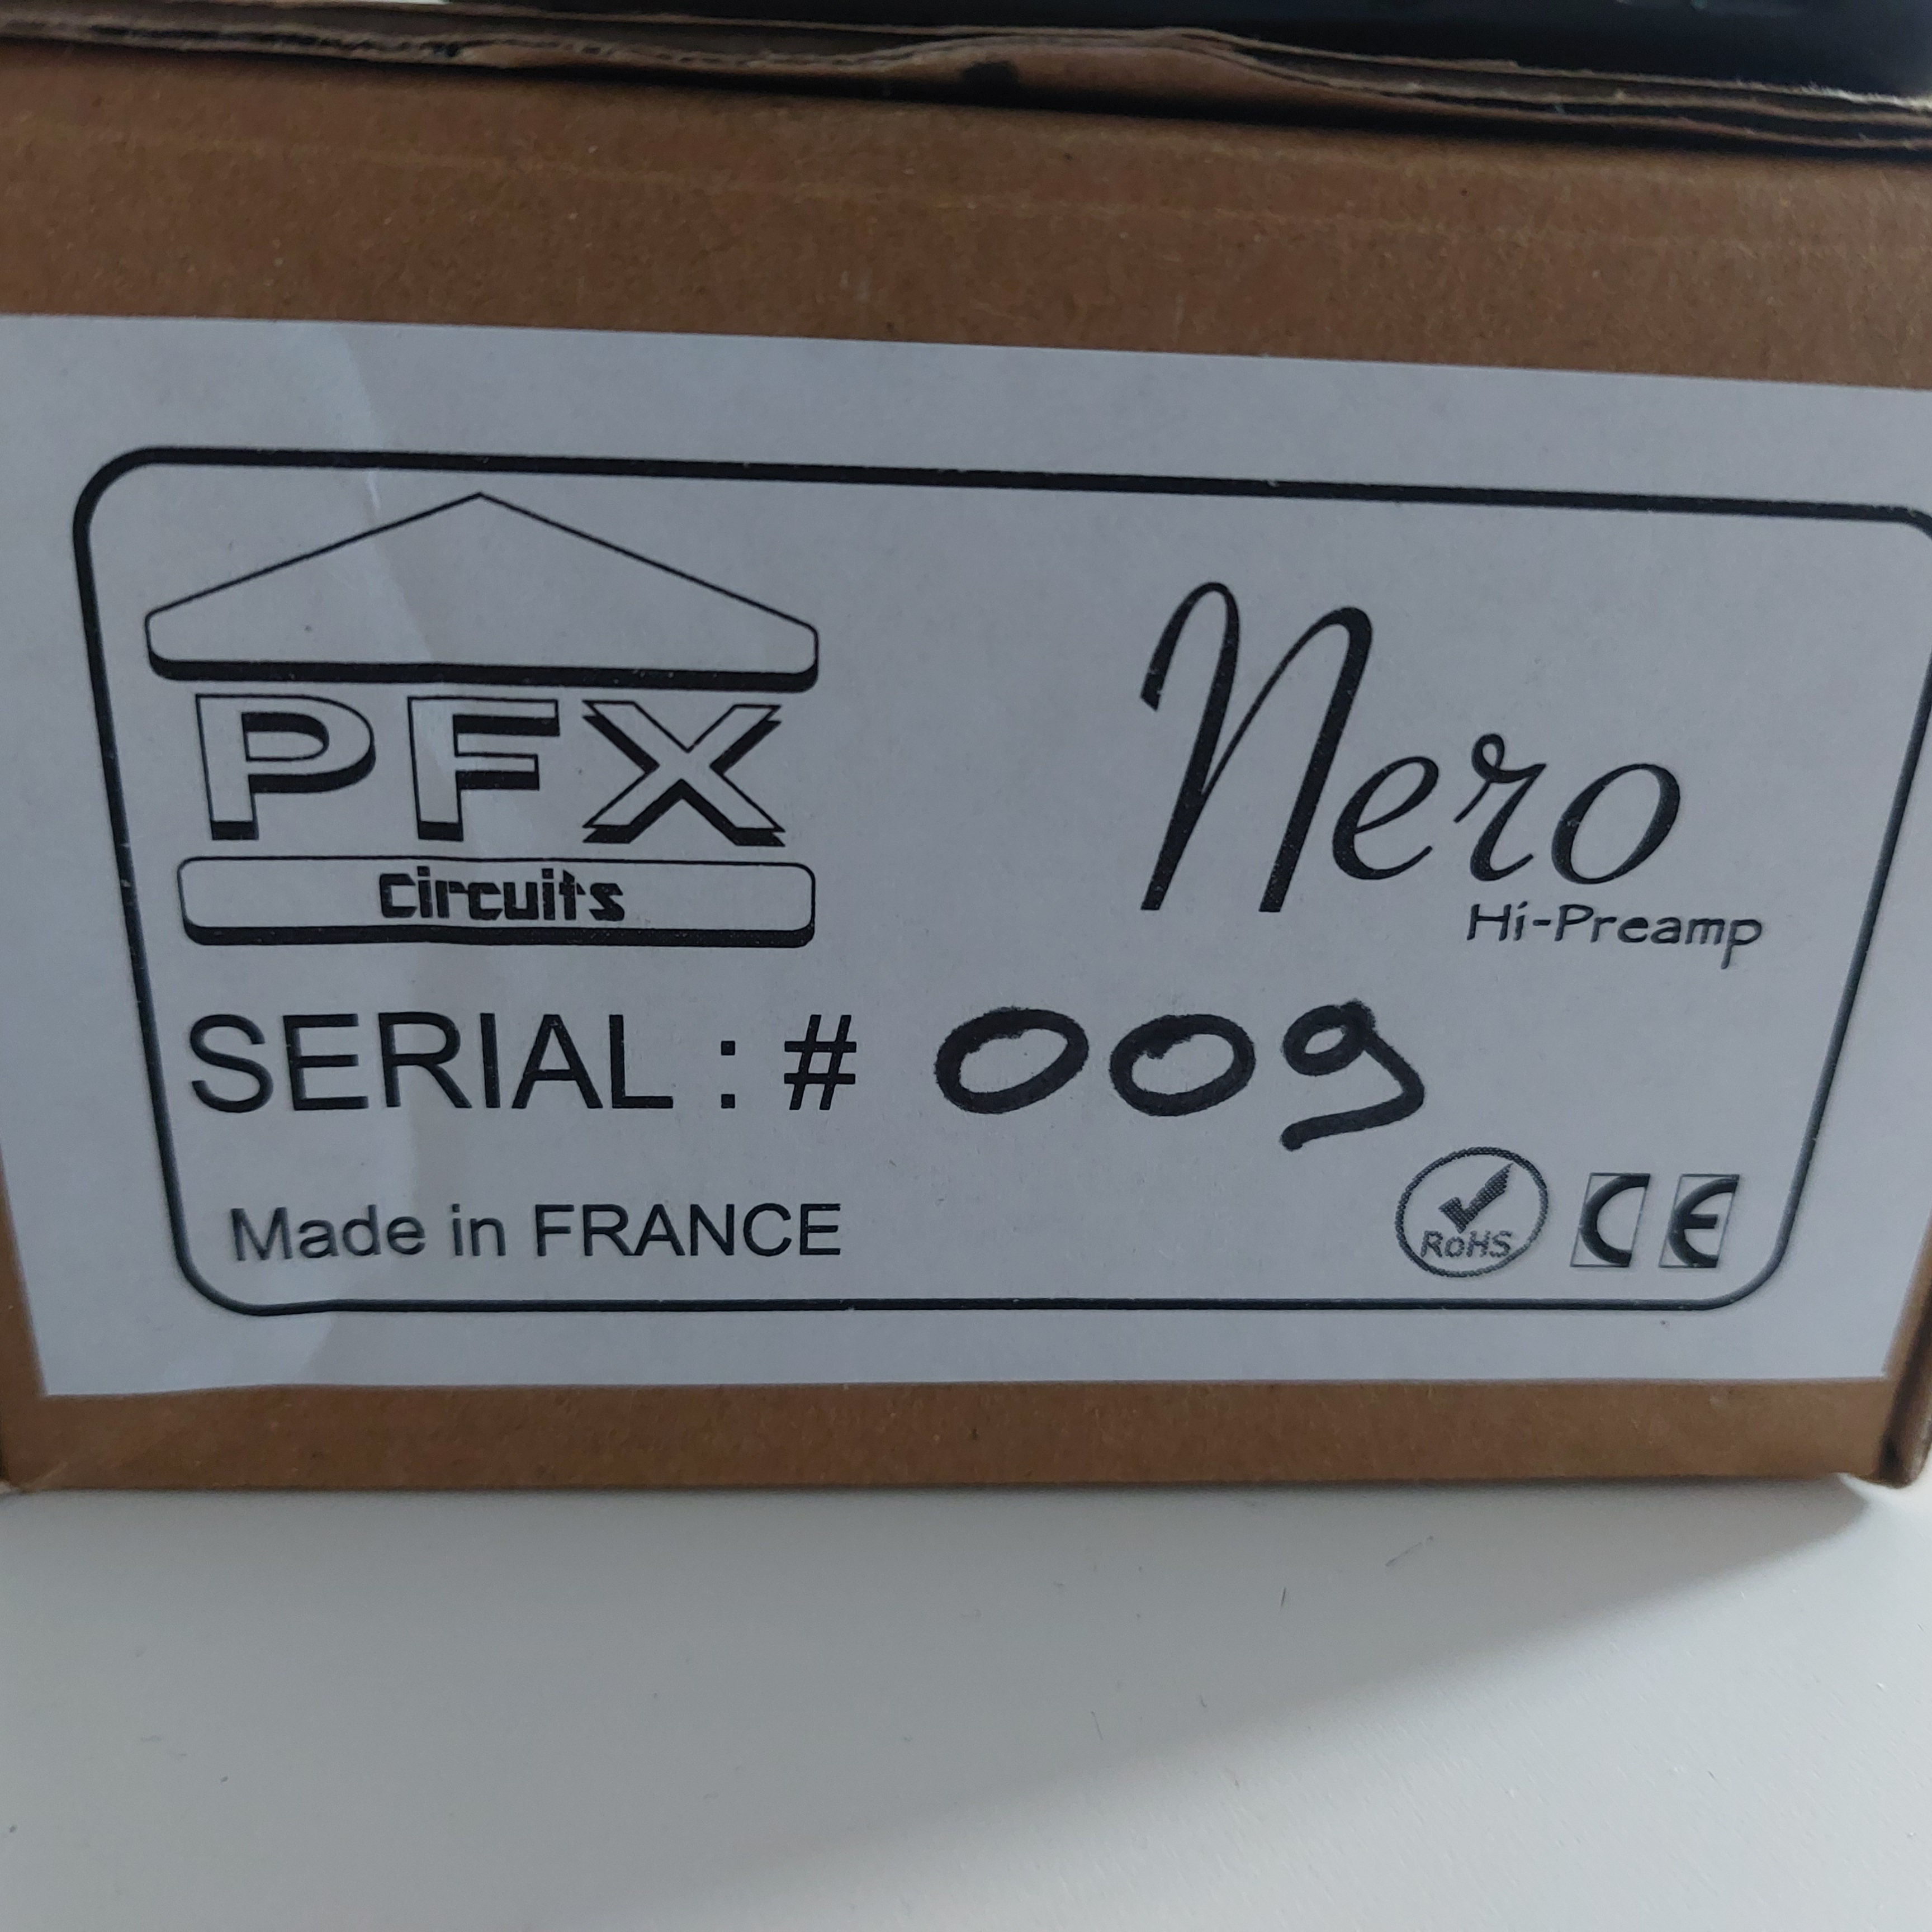 PFX
Circuits
Nero
Hi-Preamp
SERIAL : # 009
Made in FRANCE
RoHS
CE